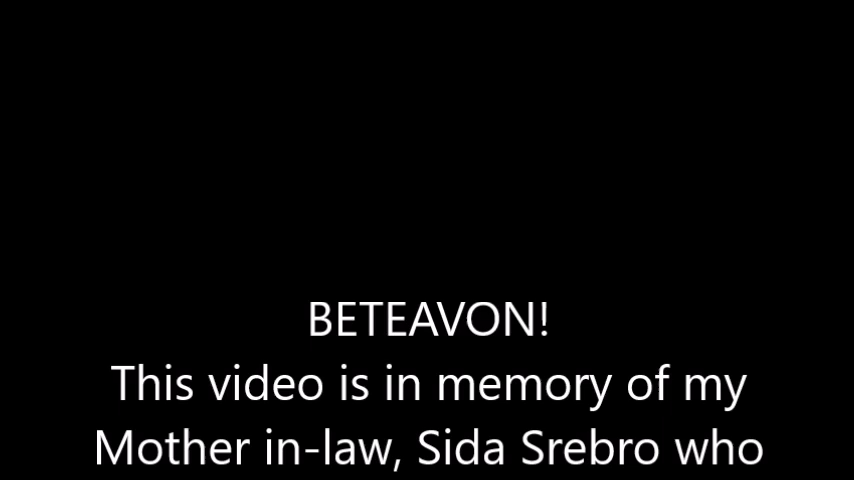 BETEAVON!
This video is in memory of my
Mother in-law, Sida Srebro who